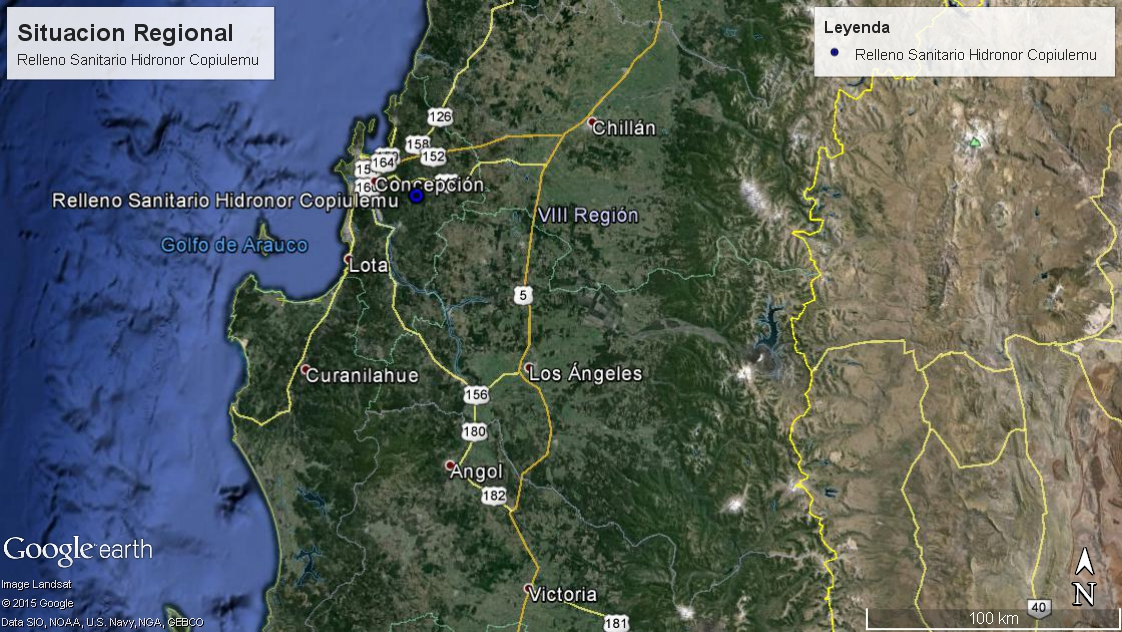 Situacion Regional
Relleno Sanitario Hidronor Copiulemu
Leyenda
Relleno Sanitario Hidronor Copiulemu
126
Chillán
158
152
164
15
16
Concepción
Relleno Sanitario Hidronor Copiulemu
VIII Región
Golfo de Arauco
Lota
5
Curanilahue
Los Ángeles
156
180
Angol
182
Google earth
Image Landsat
© 2015 Google
Data SIO, NOAA, U.S. Navy, NGA, GEBCO
Victoria
181
N
100 km
40